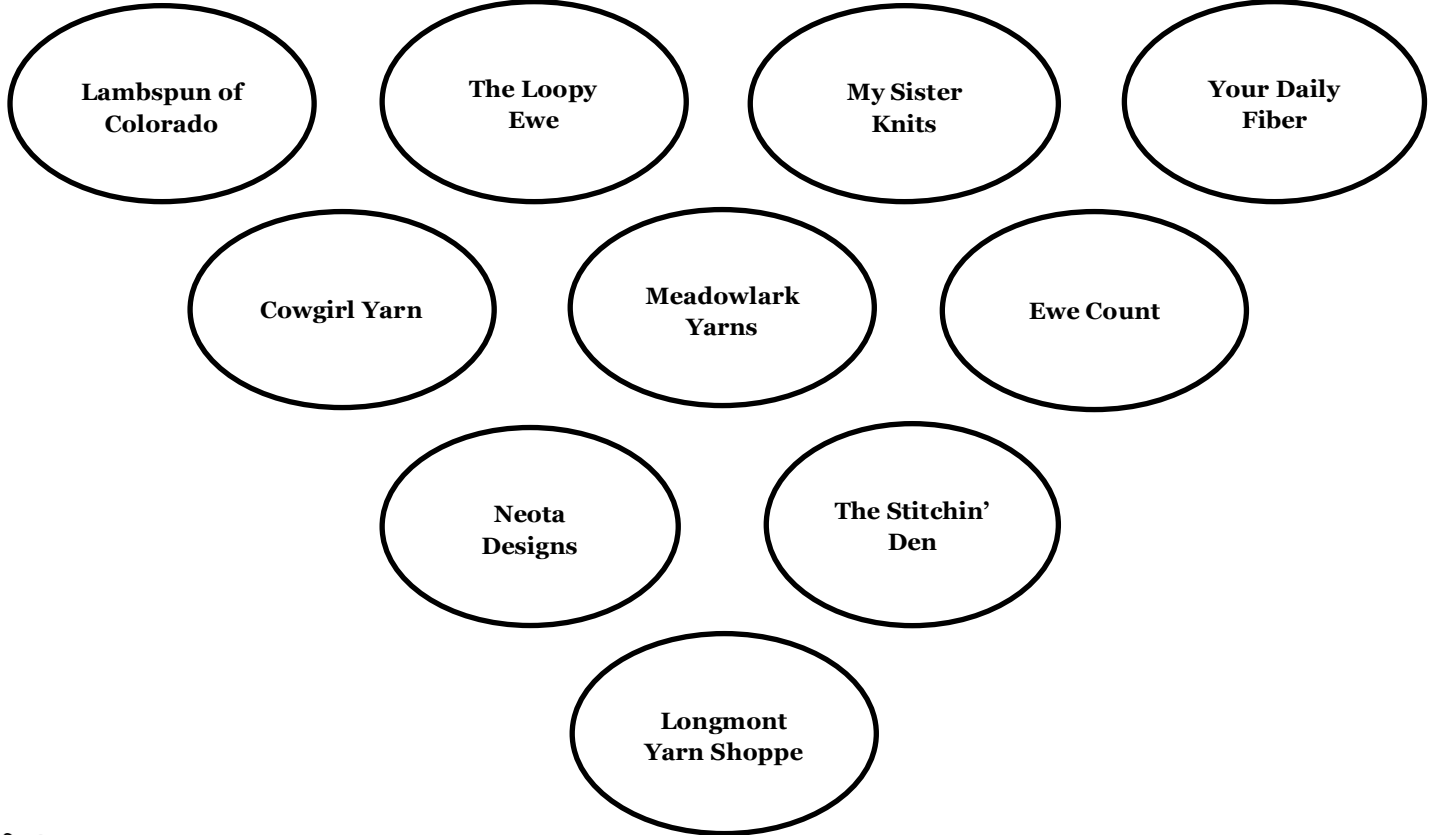 Lambspun of
Colorado
The Loopy
Ewe
My Sister
Knits
Your Daily
Fiber
Cowgirl Yarn
Meadowlark
Yarns
Ewe Count
Neota
Designs
The Stitchin’
Den
Longmont
Yarn Shoppe